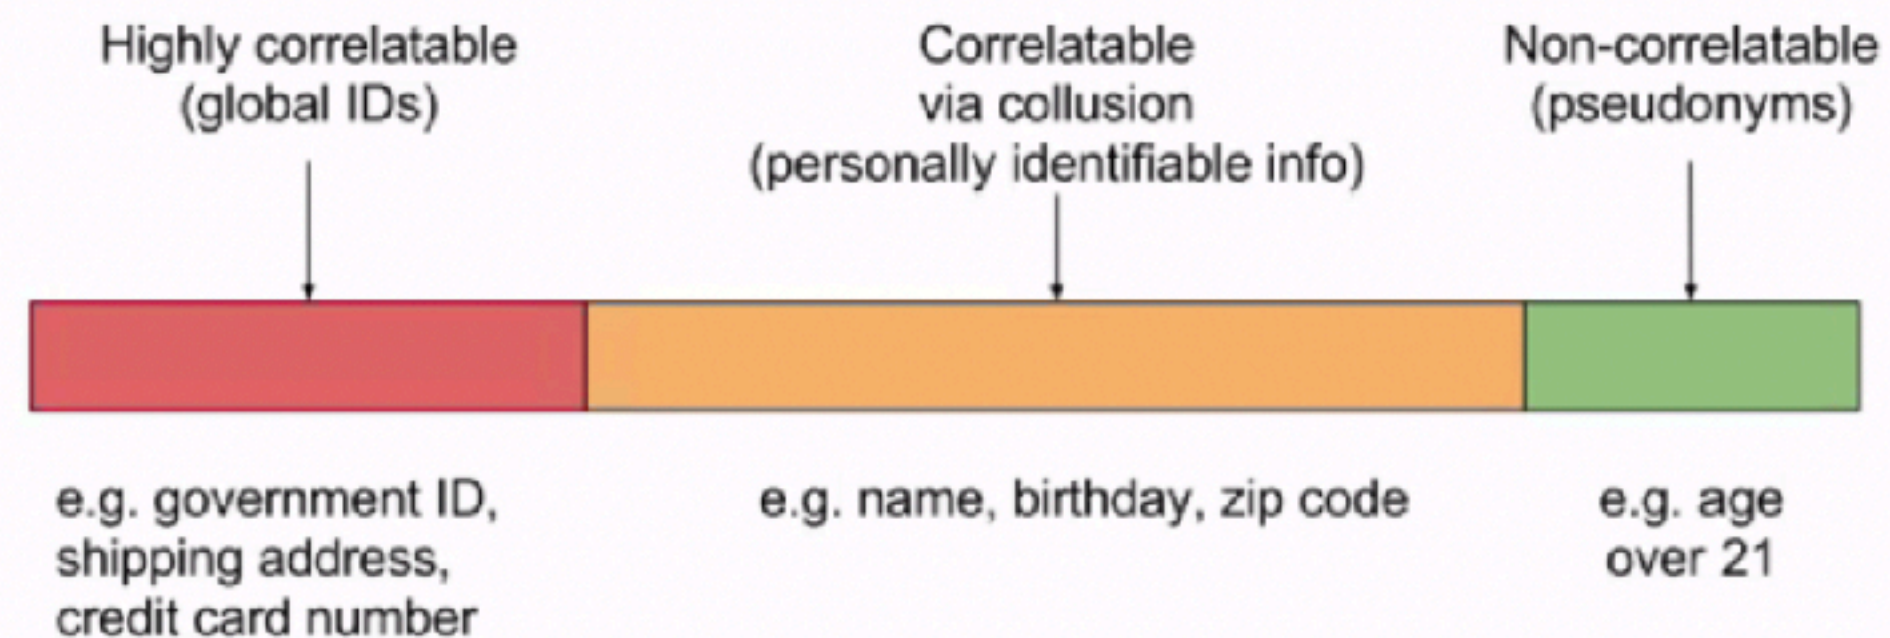 Highly correlatable
(global IDs)
Correlatable
via collusion
(personally identifiable info)
Non-correlatable
(pseudonyms)
e.g. government ID,
shipping address,
credit card number
e.g. name, birthday, zip code
e.g. age
over 21